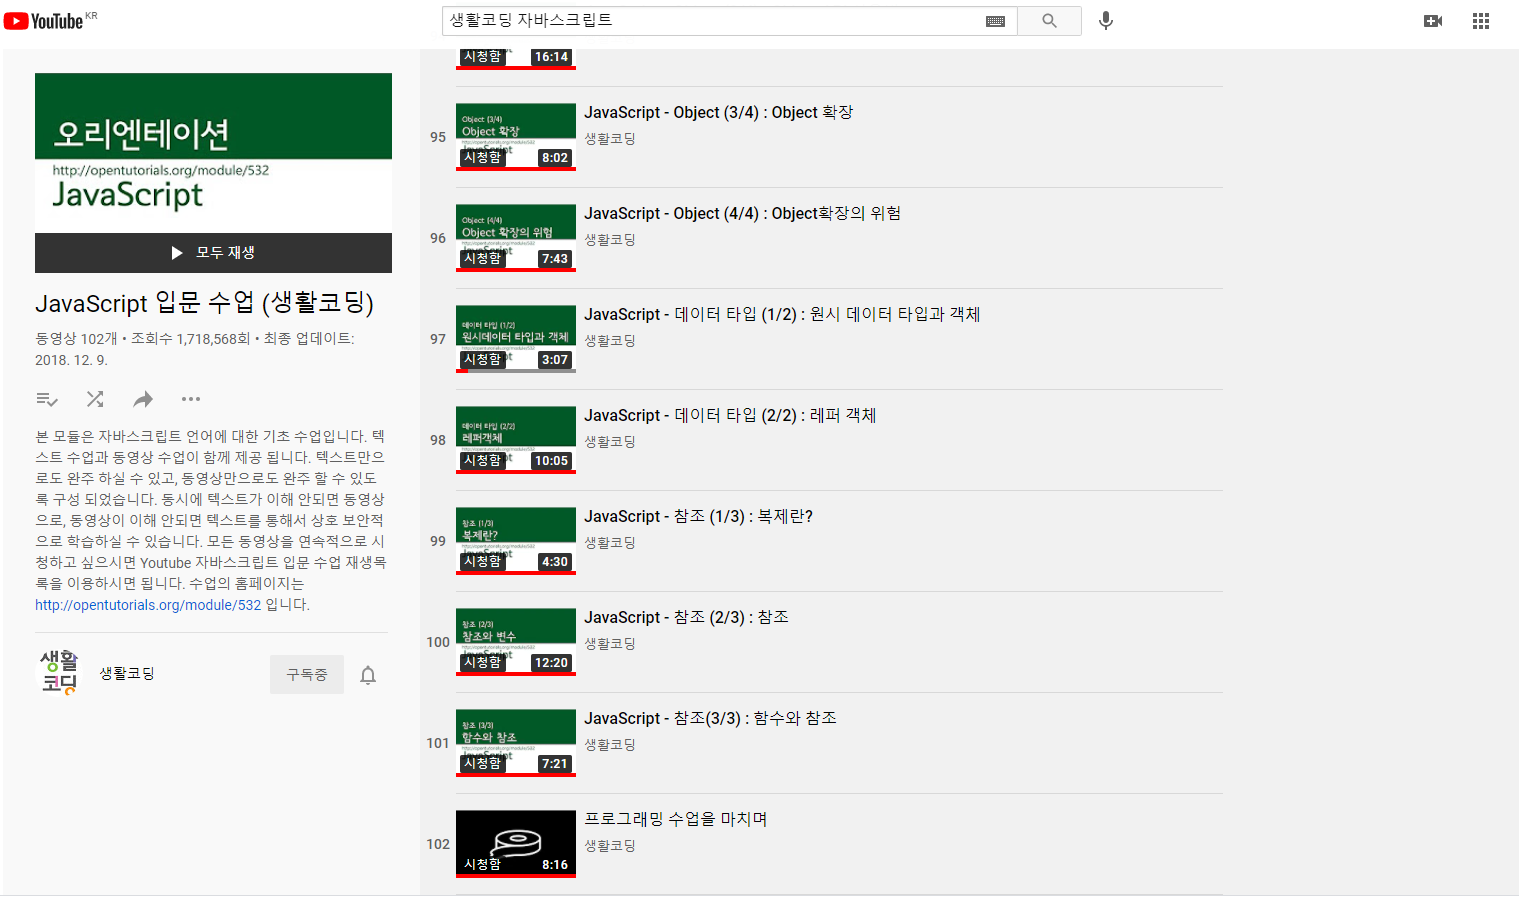 YouTube KR
생활코딩 자바스크립트
오리엔테이션
http://opentutorials.org/module/532
JavaScript
모두 재생
JavaScript 입문 수업 (생활코딩)
동영상 102개 • 조회수 1,718,568회 • 최종 업데이트:
2018. 12. 9.
본 모듈은 자바스크립트 언어에 대한 기초 수업입니다. 텍
스트 수업과 동영상 수업이 함께 제공 됩니다. 텍스트만으
로도 완주 하실 수 있고, 동영상만으로도 완주 할 수 있도
록 구성 되었습니다. 동시에 텍스트가 이해 안되면 동영상
으로, 동영상이 이해 안되면 텍스트를 통해서 상호 보안적
으로 학습하실 수 있습니다. 모든 동영상을 연속적으로 시
청하고 싶으시면 Youtube 자바스크립트 입문 수업 재생목
록을 이용하시면 됩니다. 수업의 홈페이지는
http://opentutorials.org/module/532 입니다.
생활
코딩
생활코딩
구독중
시청함 16:14
95
Object (3/4)
Object 확장
시청함 8:02
JavaScript - Object (3/4) : Object 확장
생활코딩
96
Object (4/4)
Object 확장의 위험
시청함 7:43
JavaScript - Object (4/4) : Object확장의 위험
생활코딩
97
데이터 타입 (1/2)
원시데이터 타입과 객체
시청함 3:07
JavaScript - 데이터 타입 (1/2) : 원시 데이터 타입과 객체
생활코딩
98
데이터 타입 (2/2)
레퍼객체
시청함 10:05
JavaScript - 데이터 타입 (2/2) : 레퍼 객체
생활코딩
99
참조 (1/3)
복제란?
시청함 4:30
JavaScript - 참조 (1/3) : 복제란?
생활코딩
100
참조 (2/3)
참조와 변수
시청함 12:20
JavaScript - 참조 (2/3) : 참조
생활코딩
101
참조 (3/3)
함수와 참조
시청함 7:21
JavaScript - 참조(3/3) : 함수와 참조
생활코딩
102
시청함 8:16
프로그래밍 수업을 마치며
생활코딩